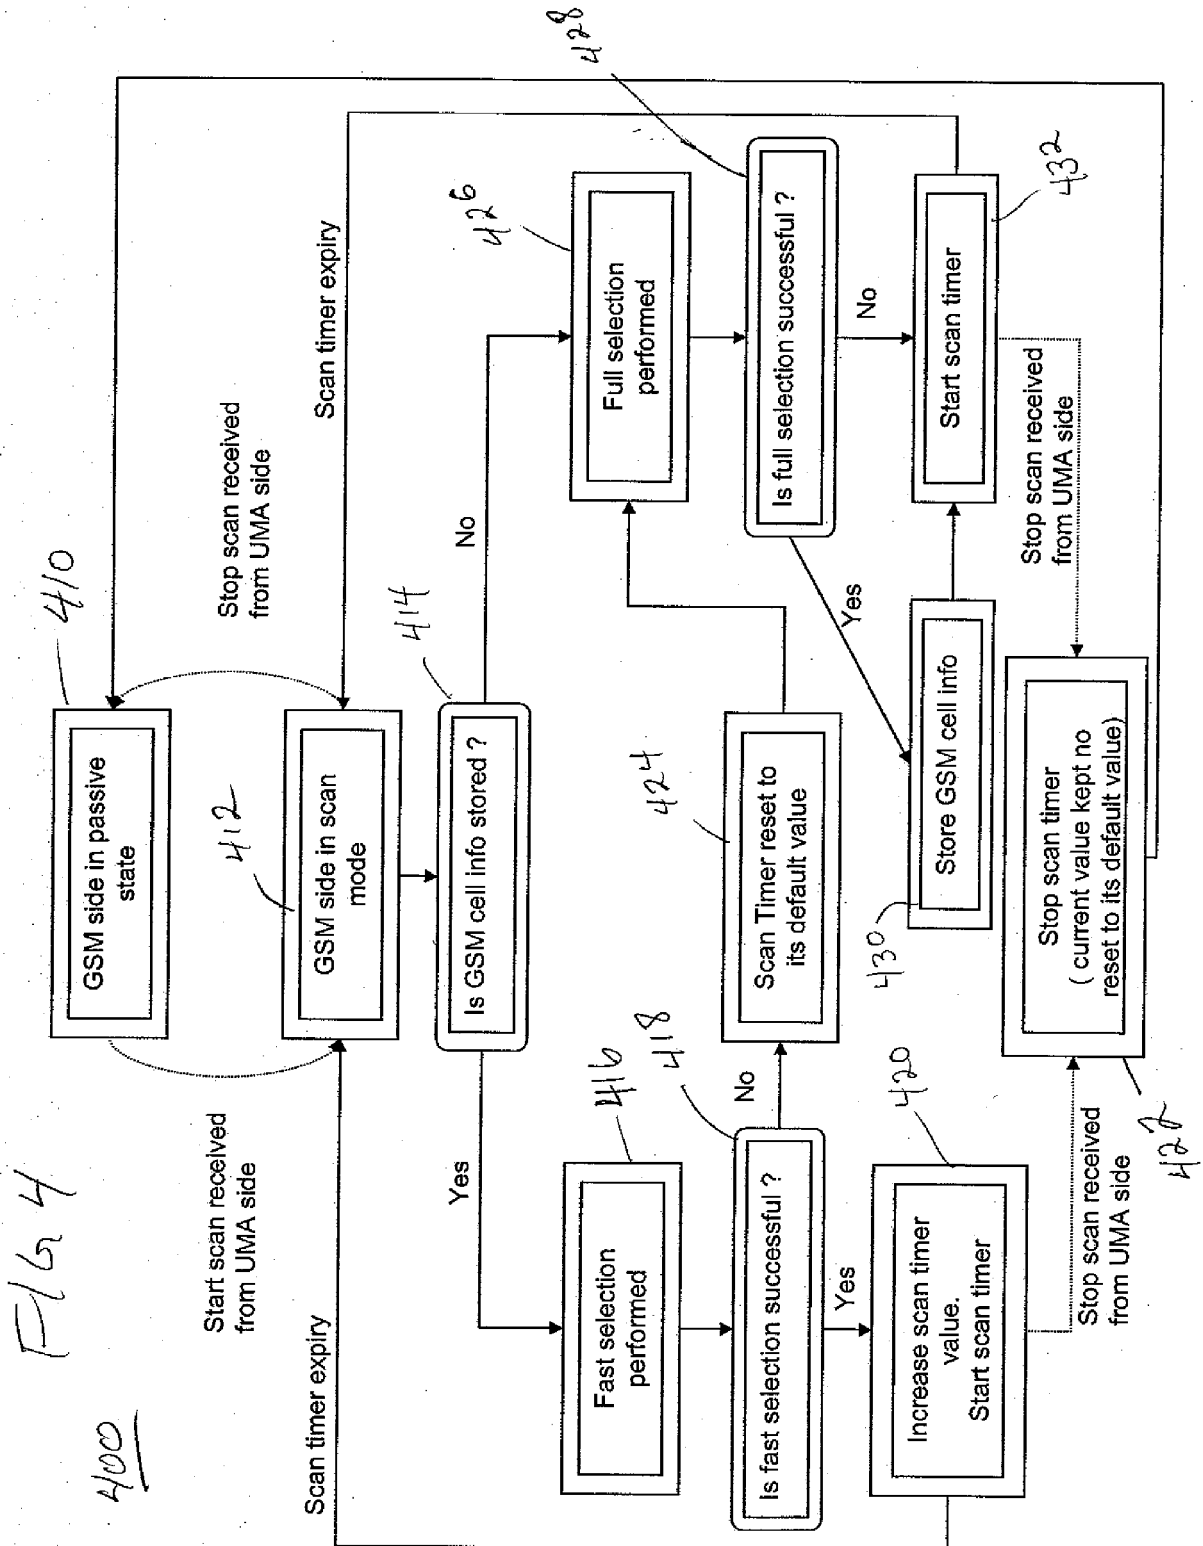 FIG 4
400
GSM side in passive
state
410
Start scan received
from UMA side
Stop scan received
from UMA side
Scan timer expiry
Scan timer expiry
412
GSM side in scan
mode
414
Is GSM cell info stored ?
Yes
No
416
Fast selection
performed
426
Full selection
performed
418
Is fast selection successful ?
No
Yes
424
Scan Timer reset to
its default value
428
Is full selection successful ?
Yes
No
420
Increase scan timer
value.
Start scan timer
430
Store GSM cell info
432
Start scan timer
Stop scan received
from UMA side
Stop scan received
from UMA side
Stop scan timer
( current value kept no
reset to its default value)
422